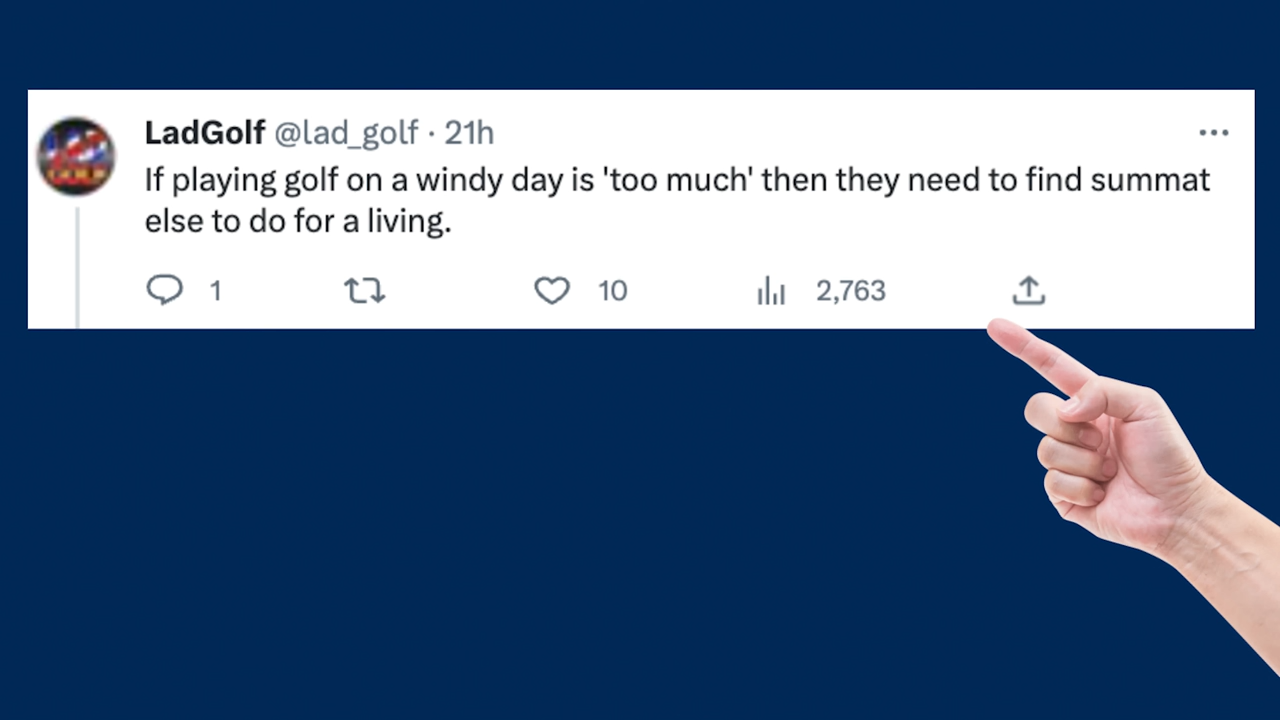 LadGolf @lad_golf · 21h
If playing golf on a windy day is 'too much' then they need to find summat
else to do for a living.
1 10 2,763